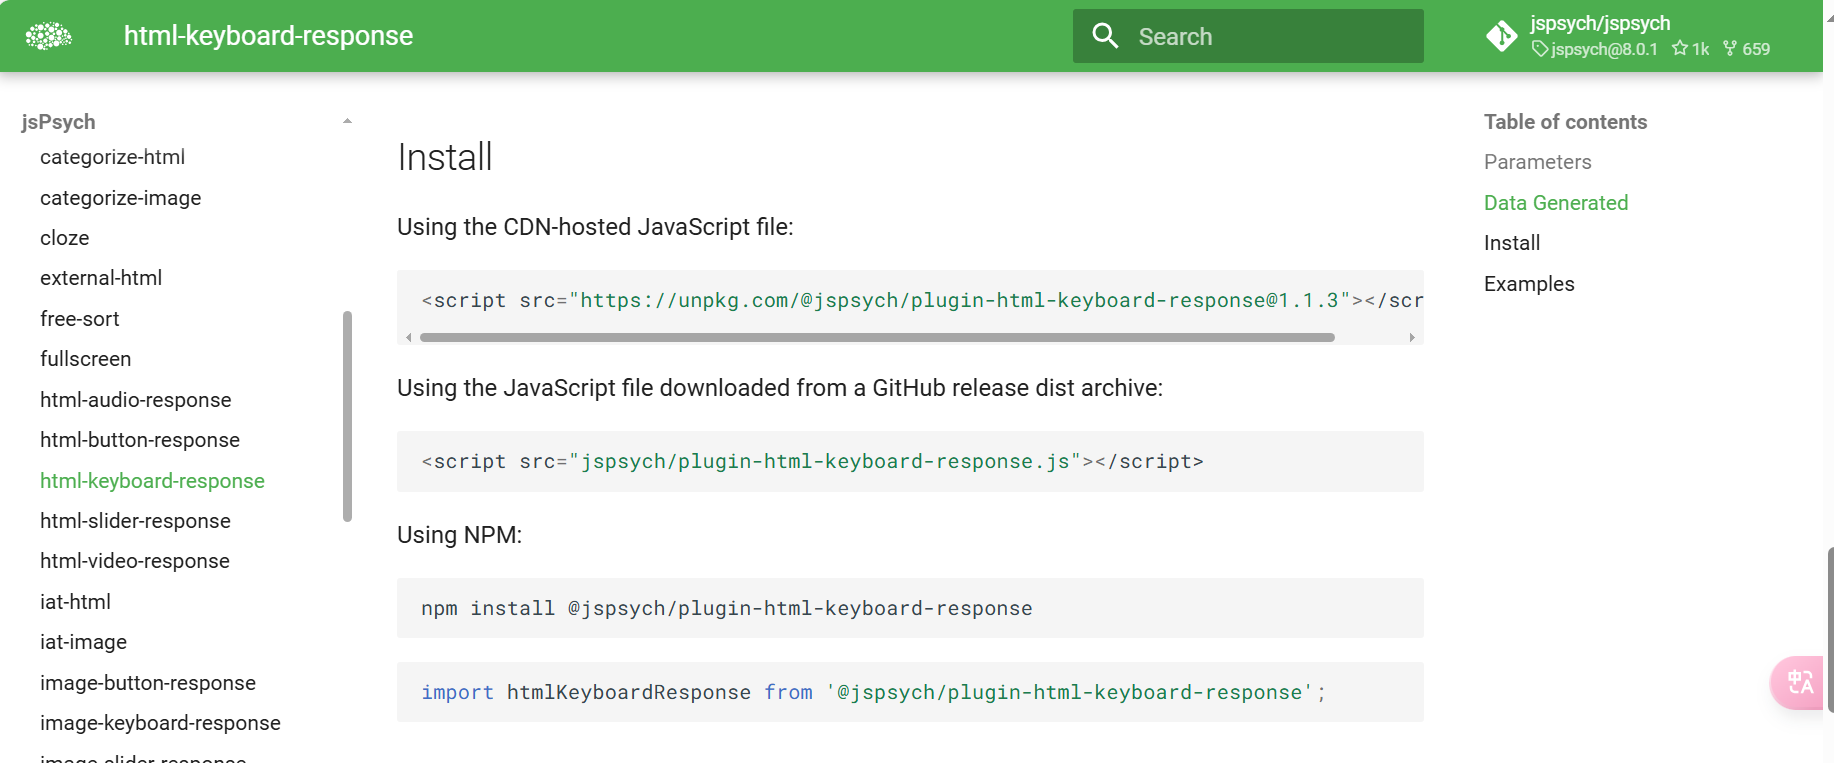 html-keyboard-response
Search
jspsych/jspsych
jspsych@8.0.1 1k 659
jsPsych
categorize-html
categorize-image
cloze
external-html
free-sort
fullscreen
html-audio-response
html-button-response
html-keyboard-response
html-slider-response
html-video-response
iat-html
iat-image
image-button-response
image-keyboard-response
image-slider-response
Install
Using the CDN-hosted JavaScript file:
<script src="https://unpkg.com/@jspsych/plugin-html-keyboard-response@1.1.3"></scr
Using the JavaScript file downloaded from a GitHub release dist archive:
<script src="jspsych/plugin-html-keyboard-response.js"></script>
Using NPM:
npm install @jspsych/plugin-html-keyboard-response
import htmlKeyboardResponse from '@jspsych/plugin-html-keyboard-response';
Table of contents
Parameters
Data Generated
Install
Examples
中A